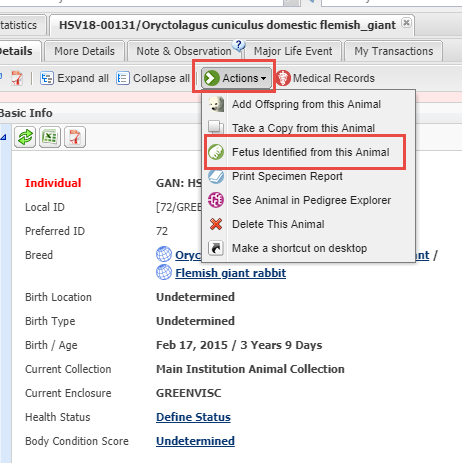 Statistics
HSV18-00131/Oryctolagus cuniculus domestic flemish_giant
Details
More Details
Note & Observation
?
Major Life Event
My Transactions
Expand all
Collapse all
Actions
Medical Records
Add Offspring from this Animal
Take a Copy from this Animal
Fetus Identified from this Animal
Print Specimen Report
See Animal in Pedigree Explorer
Delete This Animal
Make a shortcut on desktop
Basic Info
Individual
GAN: HS
Local ID
[72/GREE
Preferred ID
72
Breed
Oryc
nt /
Flemish giant rabbit
Birth Location
Undetermined
Birth Type
Undetermined
Birth / Age
Feb 17, 2015 / 3 Years 9 Days
Current Collection
Main Institution Animal Collection
Current Enclosure
GREENVISC
Health Status
Define Status
Body Condition Score
Undetermined